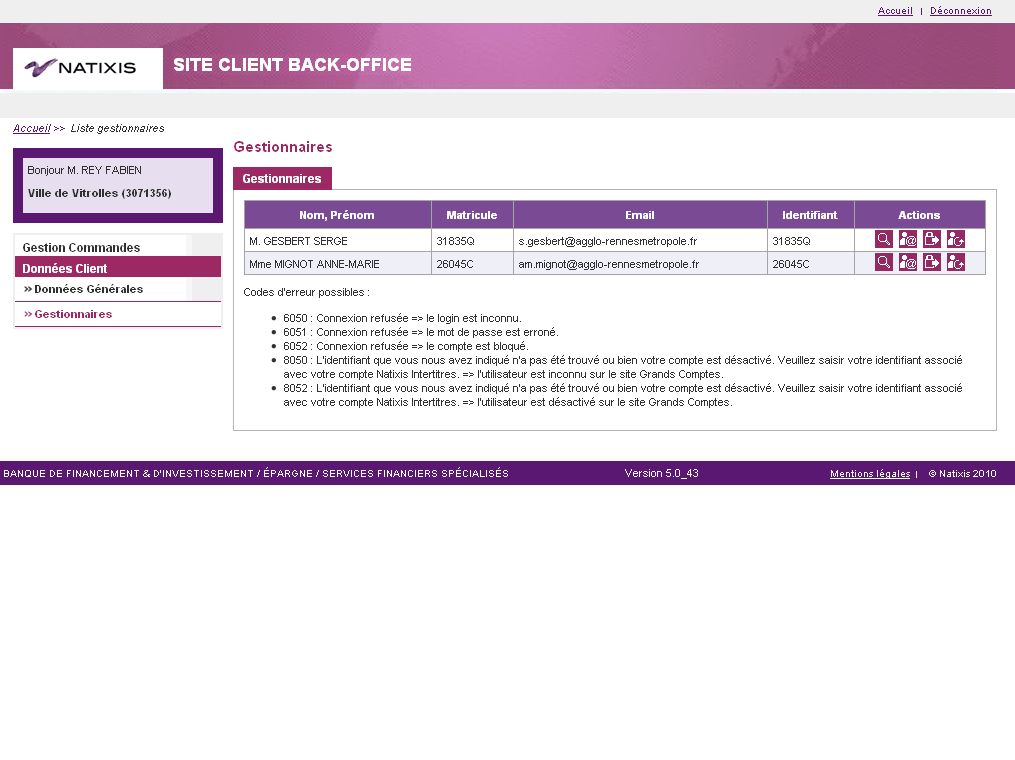 Accueil | Déconnexion
NATIXIS
SITE CLIENT BACK-OFFICE
Accueil >> Liste gestionnaires
Bonjour M. REY FABIEN
Ville de Vitrolles (3071356)
Gestion Commandes
Données Client
>> Données Générales
>> Gestionnaires
Gestionnaires
Gestionnaires
Nom, Prénom Matricule Email Identifiant Actions
M. GESBERT SERGE 31835Q s.gesbert@agglo-rennesmetropole.fr 31835Q
Mme MIGNOT ANNE-MARIE 26045C am.mignot@agglo-rennesmetropole.fr 26045C
Codes d'erreur possibles :
• 6050 : Connexion refusée => le login est inconnu.
• 6051 : Connexion refusée => le mot de passe est erroné.
• 6052 : Connexion refusée => le compte est bloqué.
• 8050 : L'identifiant que vous nous avez indiqué n'a pas été trouvé ou bien votre compte est désactivé. Veuillez saisir votre identifiant associé
avec votre compte Natixis Intertitres. => l'utilisateur est inconnu sur le site Grands Comptes.
• 8052 : L'identifiant que vous nous avez indiqué n'a pas été trouvé ou bien votre compte est désactivé. Veuillez saisir votre identifiant associé
avec votre compte Natixis Intertitres. => l'utilisateur est désactivé sur le site Grands Comptes.
BANQUE DE FINANCEMENT & D'INVESTISSEMENT / ÉPARGNE / SERVICES FINANCIERS SPÉCIALISÉS Version 5.0_43 Mentions légales | © Natixis 2010